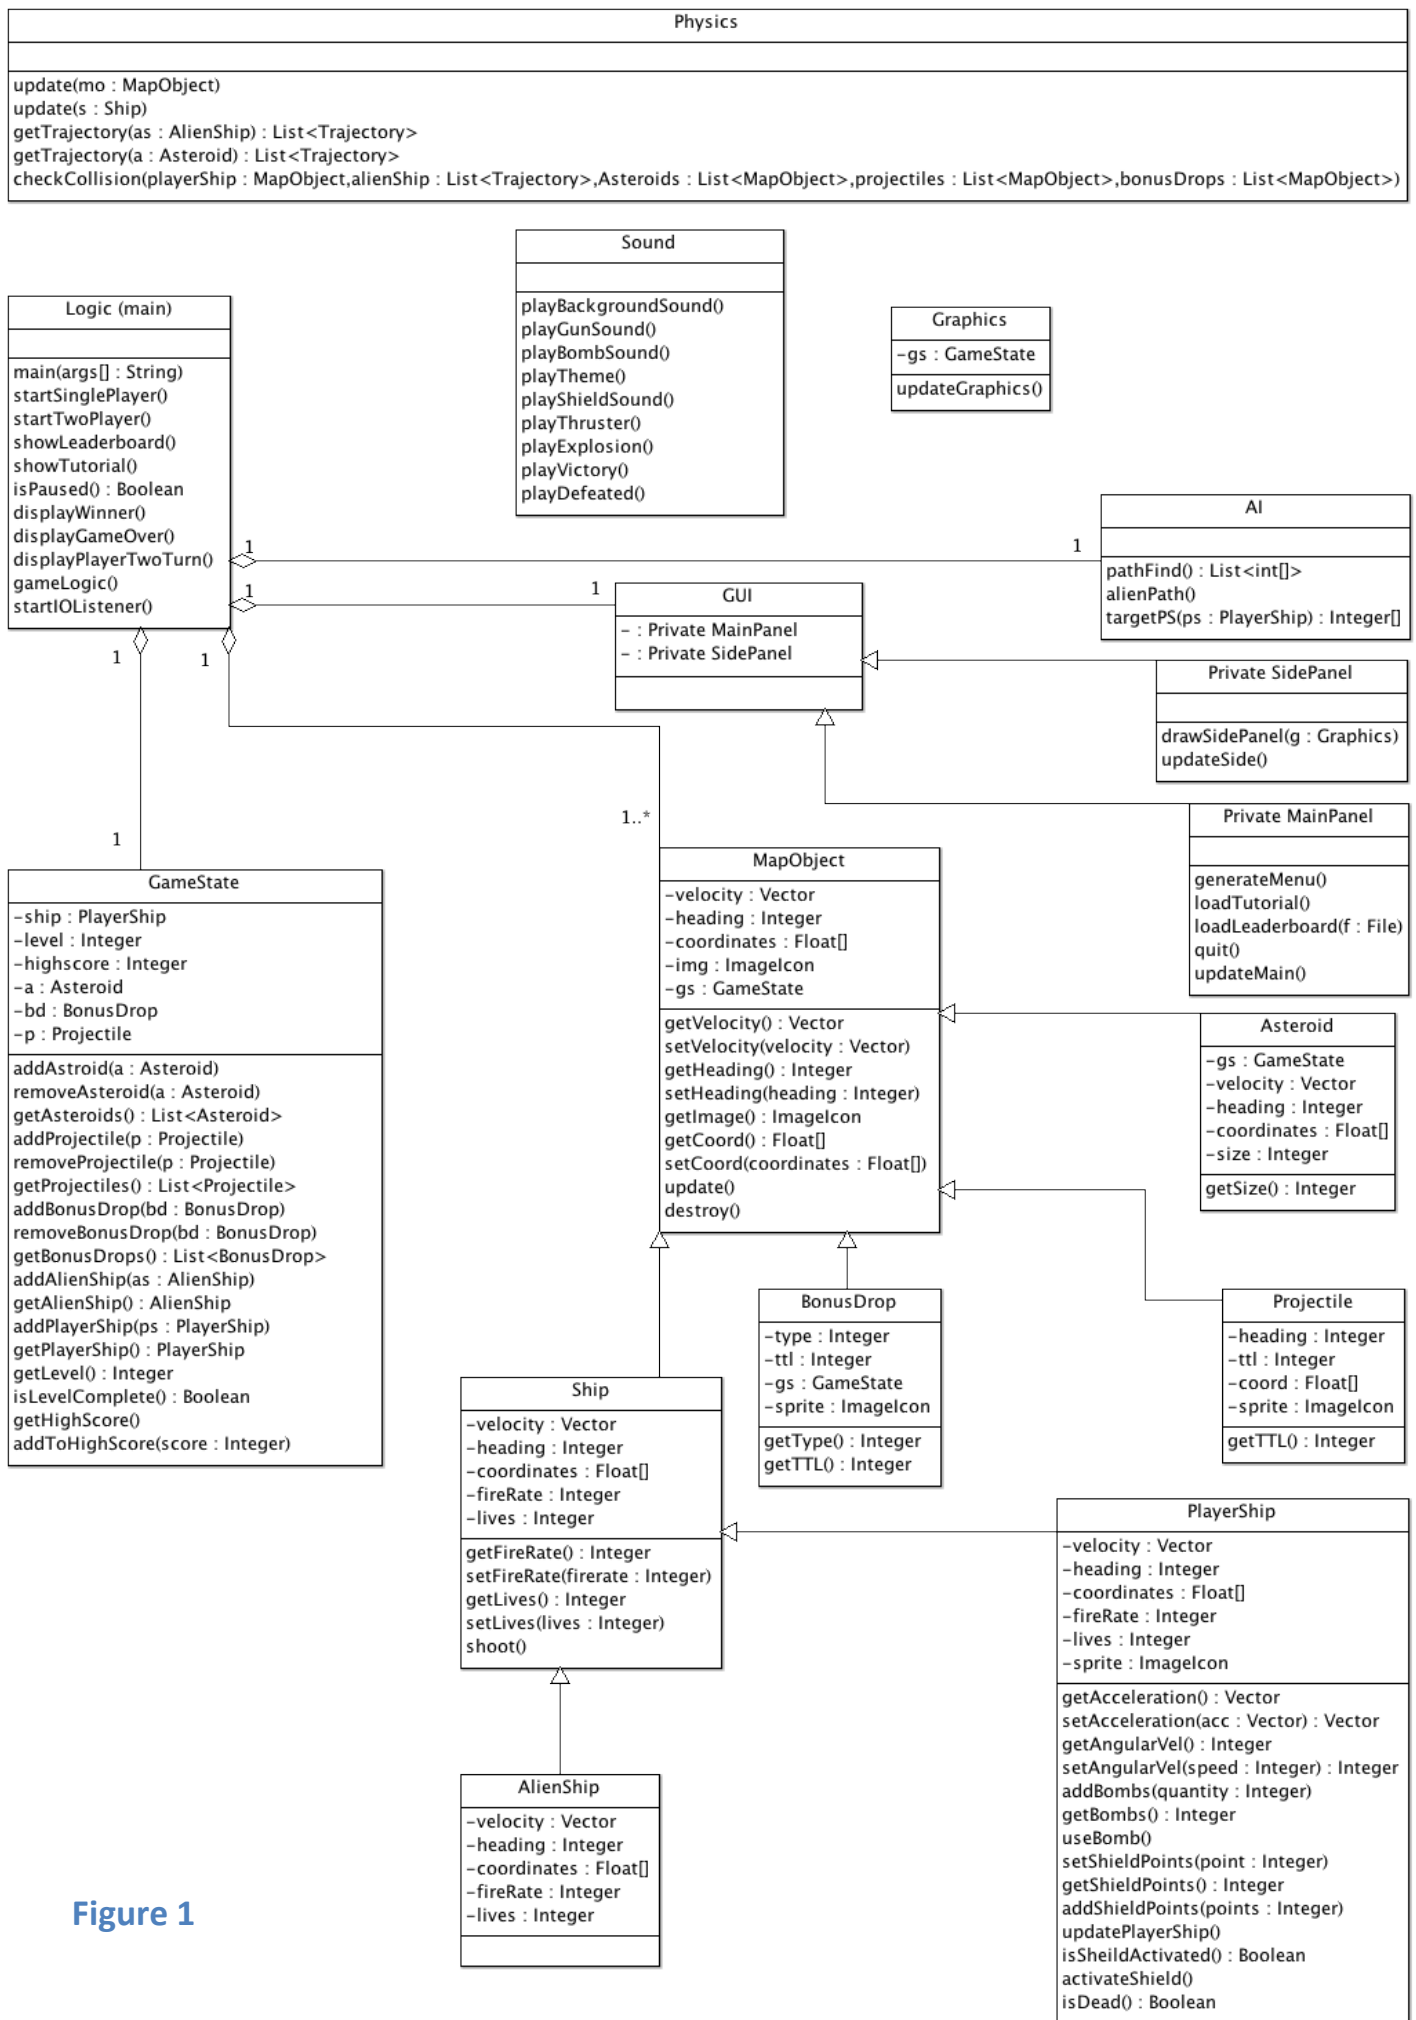 Physics
update(mo : MapObject)
update(s : Ship)
getTrajectory(as : AlienShip) : List<Trajectory>
getTrajectory(a : Asteroid) : List<Trajectory>
checkCollision(playerShip : MapObject,alienShip : List<Trajectory>,Asteroids : List<MapObject>,projectiles : List<MapObject>,bonusDrops : List<MapObject>)
Sound
playBackgroundSound()
playGunSound()
playBombSound()
playTheme()
playShieldSound()
playThruster()
playExplosion()
playVictory()
playDefeated()
Logic (main)
main(args[] : String)
startSinglePlayer()
startTwoPlayer()
showLeaderboard()
showTutorial()
isPaused() : Boolean
displayWinner()
displayGameOver()
displayPlayerTwoTurn()
gameLogic()
startIOListener()
Graphics
-gs : GameState
updateGraphics()
1
1
AI
pathFind() : List<int[]>
alienPath()
targetPS(ps : PlayerShip) : Integer[]
1
1
GUI
- : Private MainPanel
- : Private SidePanel
1
1
Private SidePanel
drawSidePanel(g : Graphics)
updateSide()
Private MainPanel
generateMenu()
loadTutorial()
loadLeaderboard(f : File)
quit()
updateMain()
1..*
1
GameState
-ship : PlayerShip
-level : Integer
-highscore : Integer
-a : Asteroid
-bd : BonusDrop
-p : Projectile
addAstroid(a : Asteroid)
removeAsteroid(a : Asteroid)
getAsteroids() : List<Asteroid>
addProjectile(p : Projectile)
removeProjectile(p : Projectile)
getProjectiles() : List<Projectile>
addBonusDrop(bd : BonusDrop)
removeBonusDrop(bd : BonusDrop)
getBonusDrops() : List<BonusDrop>
addAlienShip(as : AlienShip)
getAlienShip() : AlienShip
addPlayerShip(ps : PlayerShip)
getPlayerShip() : PlayerShip
getLevel() : Integer
isLevelComplete() : Boolean
getHighScore()
addToHighScore(score : Integer)
MapObject
-velocity : Vector
-heading : Integer
-coordinates : Float[]
-img : ImageIcon
-gs : GameState
getVelocity() : Vector
setVelocity(velocity : Vector)
getHeading() : Integer
setHeading(heading : Integer)
getImage() : ImageIcon
getCoord() : Float[]
setCoord(coordinates : Float[])
update()
destroy()
Asteroid
-gs : GameState
-velocity : Vector
-heading : Integer
-coordinates : Float[]
-size : Integer
getSize() : Integer
BonusDrop
-type : Integer
-ttl : Integer
-gs : GameState
-sprite : ImageIcon
getType() : Integer
getTTL() : Integer
Projectile
-heading : Integer
-ttl : Integer
-coord : Float[]
-sprite : ImageIcon
getTTL() : Integer
Ship
-velocity : Vector
-heading : Integer
-coordinates : Float[]
-fireRate : Integer
-lives : Integer
getFireRate() : Integer
setFireRate(firerate : Integer)
getLives() : Integer
setLives(lives : Integer)
shoot()
PlayerShip
-velocity : Vector
-heading : Integer
-coordinates : Float[]
-fireRate : Integer
-lives : Integer
-sprite : ImageIcon
getAcceleration() : Vector
setAcceleration(acc : Vector) : Vector
getAngularVel() : Integer
setAngularVel(speed : Integer) : Integer
addBombs(quantity : Integer)
getBombs() : Integer
useBomb()
setShieldPoints(point : Integer)
getShieldPoints() : Integer
addShieldPoints(points : Integer)
updatePlayerShip()
isSheildActivated() : Boolean
activateShield()
isDead() : Boolean
AlienShip
-velocity : Vector
-heading : Integer
-coordinates : Float[]
-fireRate : Integer
-lives : Integer
Figure 1